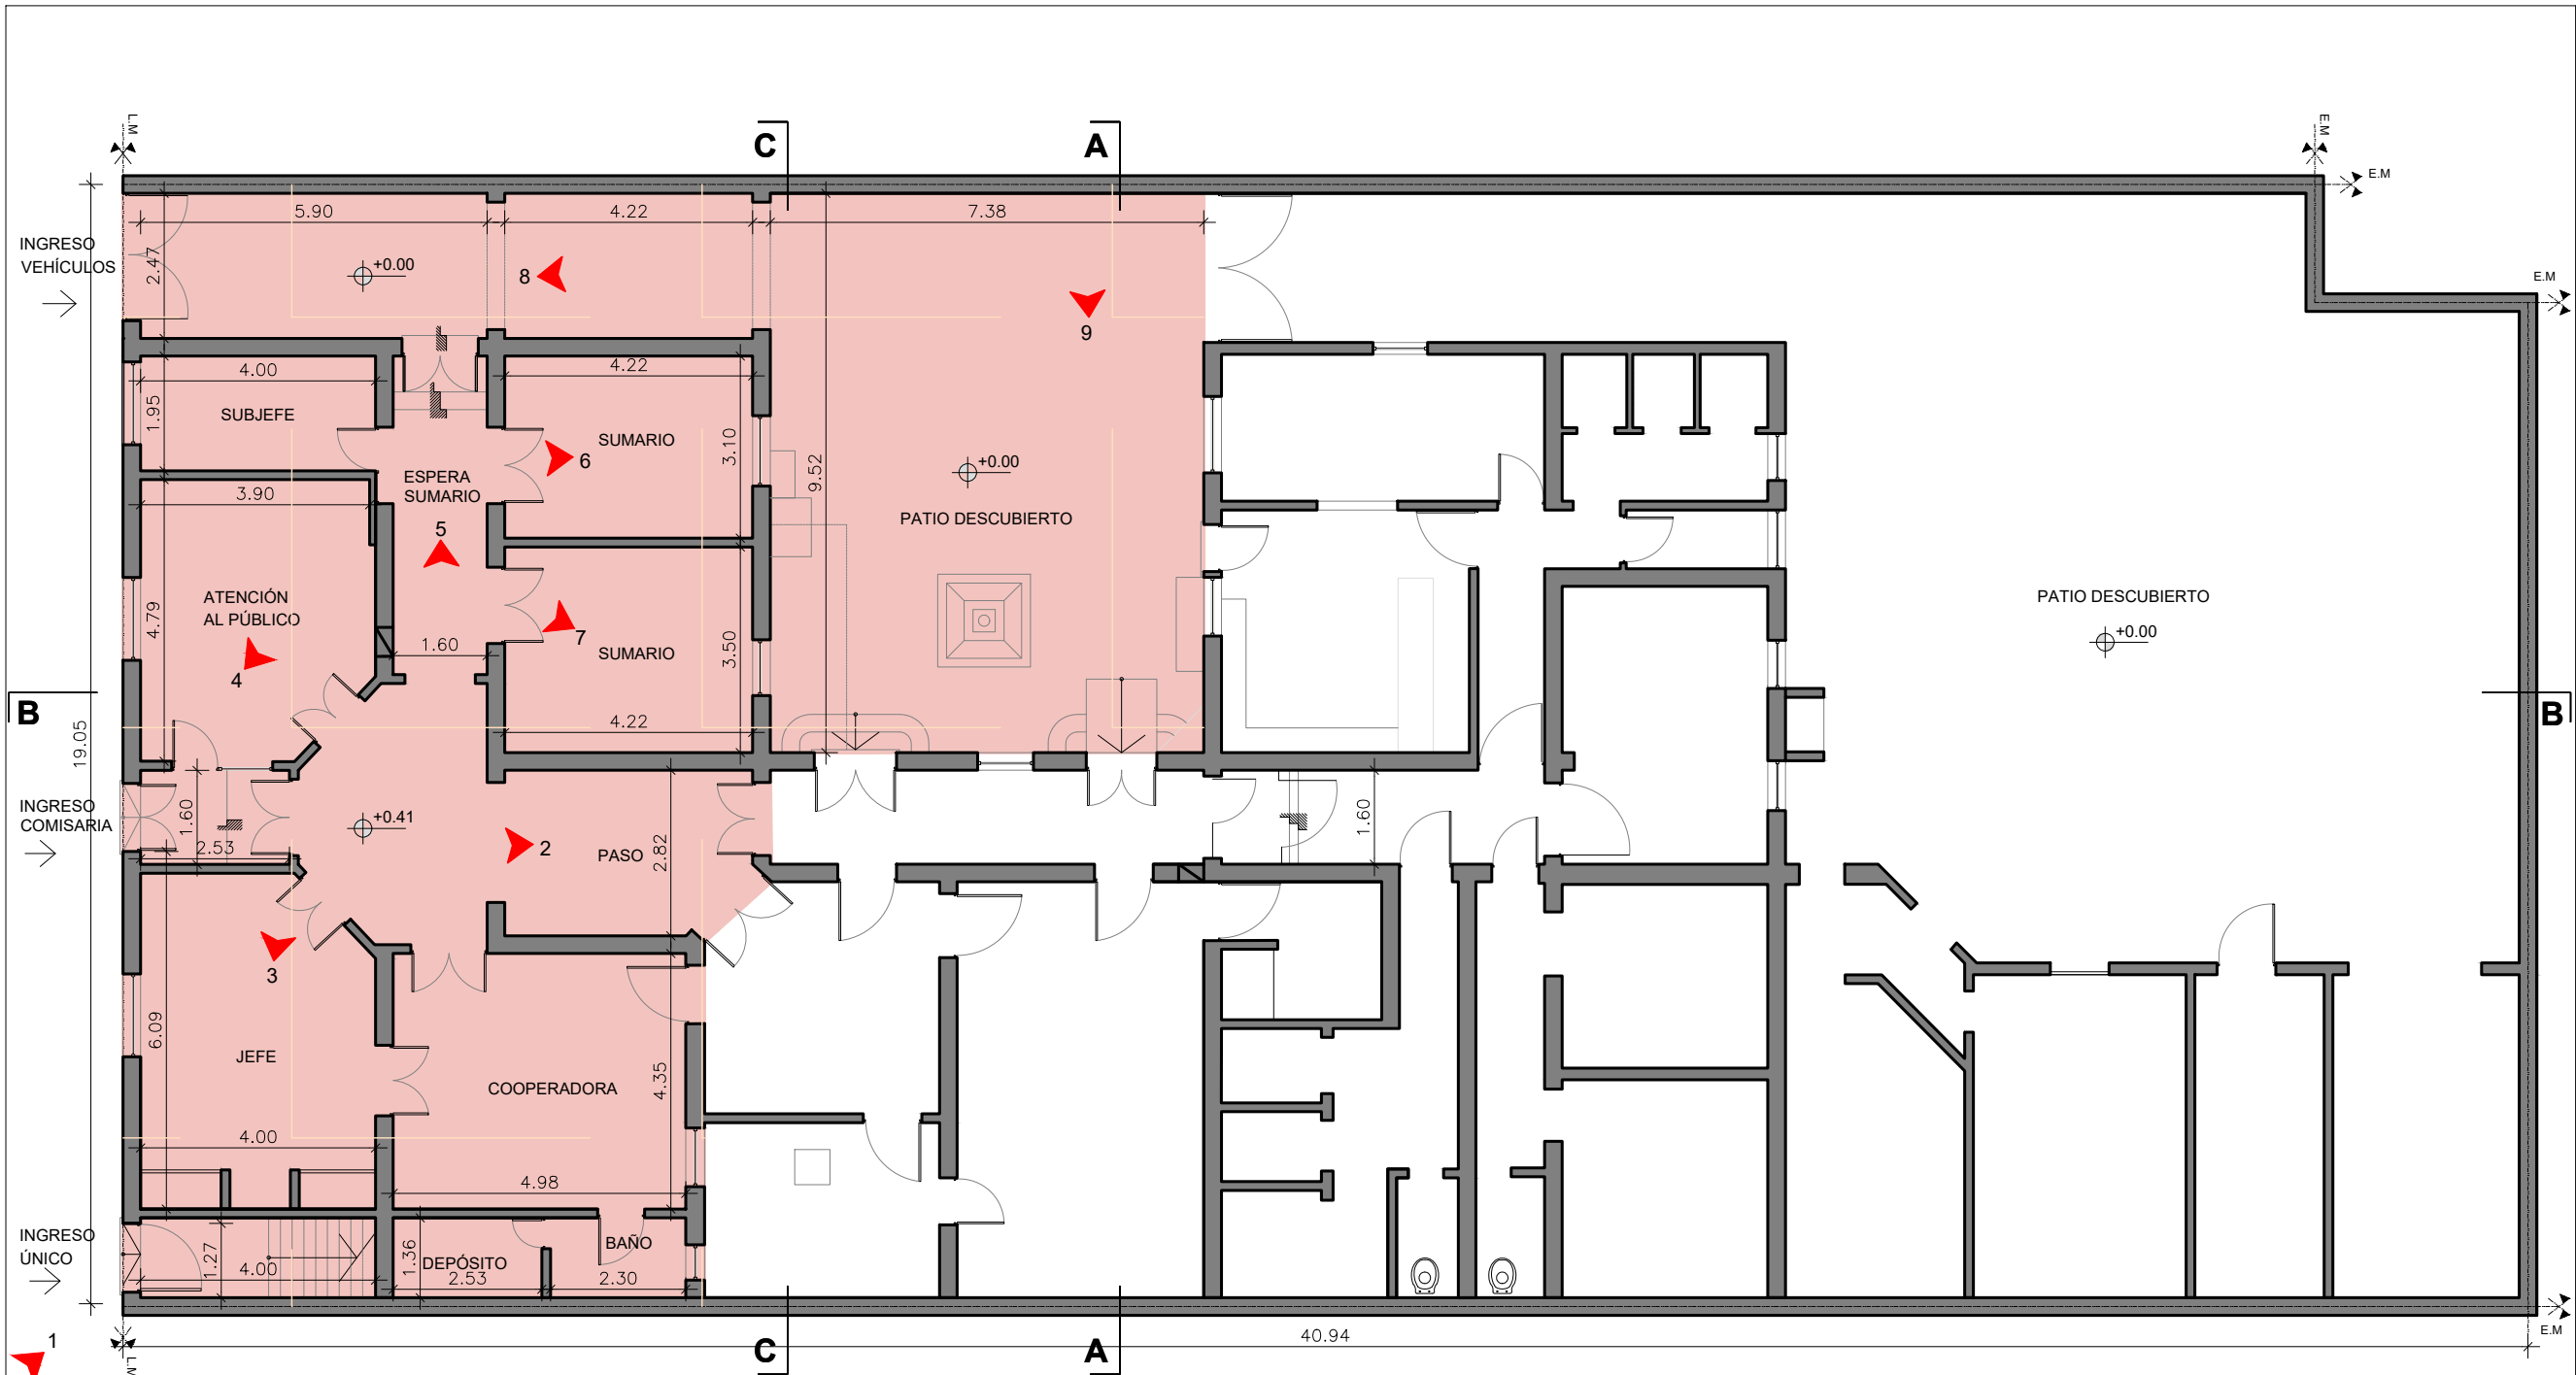 L.M
C
A
E.M
E.M
5.90
4.22
7.38
INGRESO
VEHÍCULOS
2.47
8
+0.00
9
E.M
4.00
4.22
1.95
SUBJEFE
SUMARIO
3.10
6
9.52
+0.00
ESPERA
SUMARIO
3.90
5
PATIO DESCUBIERTO
ATENCIÓN
AL PÚBLICO
4.79
PATIO DESCUBIERTO
+0.00
7
1.60
SUMARIO
3.50
4
B
B
19.05
4.22
INGRESO
COMISARIA
1.60
+0.41
2.53
2
PASO
2.82
1.60
3
6.09
JEFE
COOPERADORA
4.35
4.00
4.98
INGRESO
ÚNICO
1.27
4.00
1.36
DEPÓSITO
BAÑO
2.53
2.30
1
L.M
C
A
40.94
E.M